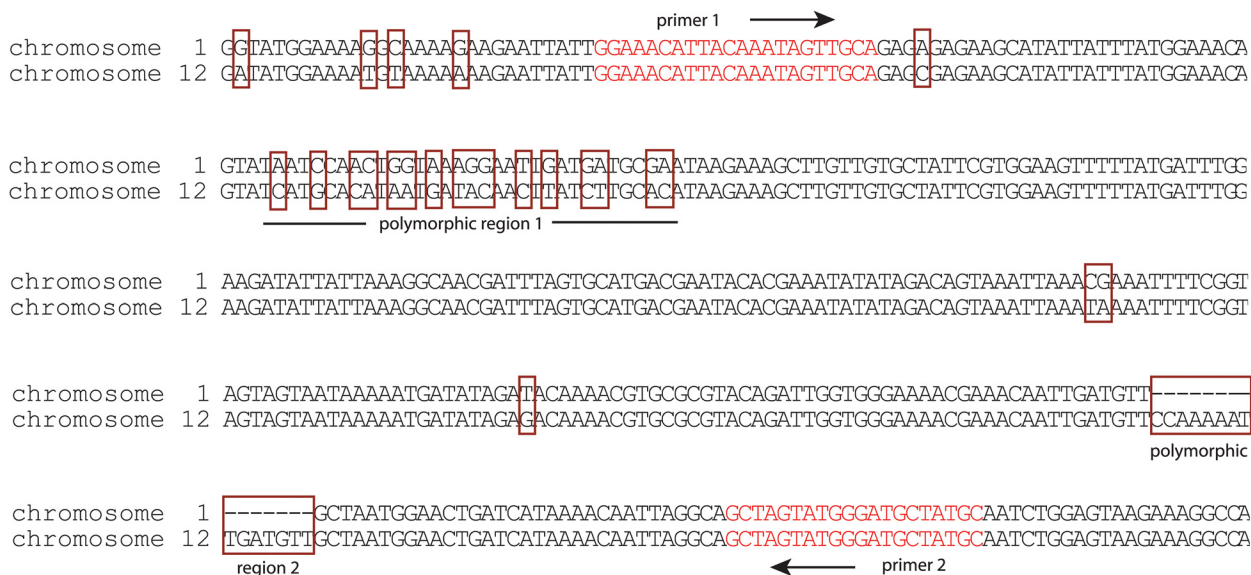 primer 1
chromosome 1 GGTATGGAAAAGGCAAAAGAAGAATTATTGGAAACATTACAAATAGTTGCAGAGAGAGAAGCATATTATTTATGGAAACA
chromosome 12 GATATGGAAAATGTAAAAAAAGAATTATTGGAAACATTACAAATAGTTGCAGAGCGAGAAGCATATTATTTATGGAAACA
chromosome 1 GTATAATCCAACTGGTAAAGGAATTGATGATGCGAATAAGAAAGCTTGTTGTGCTATTCGTGGAAGTTTTTATGATTTGG
chromosome 12 GTATCATGCACATAATGATACAACTTATCTTGCACATAAGAAAGCTTGTTGTGCTATTCGTGGAAGTTTTTATGATTTGG
polymorphic region 1
chromosome 1 AAGATATTATTAAAGGCAACGATTTAGTGCATGACGAATACACGAAATATATAGACAGTAAATTAAACGAAATTTTCGGT
chromosome 12 AAGATATTATTAAAGGCAACGATTTAGTGCATGACGAATACACGAAATATATAGACAGTAAATTAAATAAAATTTTCGGT
chromosome 1 AGTAGTAATAAAAATGATATATAGATACAAAACGTGCGCGTACAGATTGGTGGGAAAACGAAACAATTGATGTT-------
chromosome 12 AGTAGTAATAAAAATGATATATAGAGACAAAACGTGCGCGTACAGATTGGTGGGAAAACGAAACAATTGATGTTCCAAAAAT
polymorphic
chromosome 1 -------GCTAATGGAACTGATCATAAAACAATTAGGCAGCTAGTATGGGATGCTATGCAATCTGGAGTAAGAAAGGCCA
chromosome 12 TGATGTTGCTAATGGAACTGATCATAAAACAATTAGGCAGCTAGTATGGGATGCTATGCAATCTGGAGTAAGAAAGGCCA
region 2
primer 2